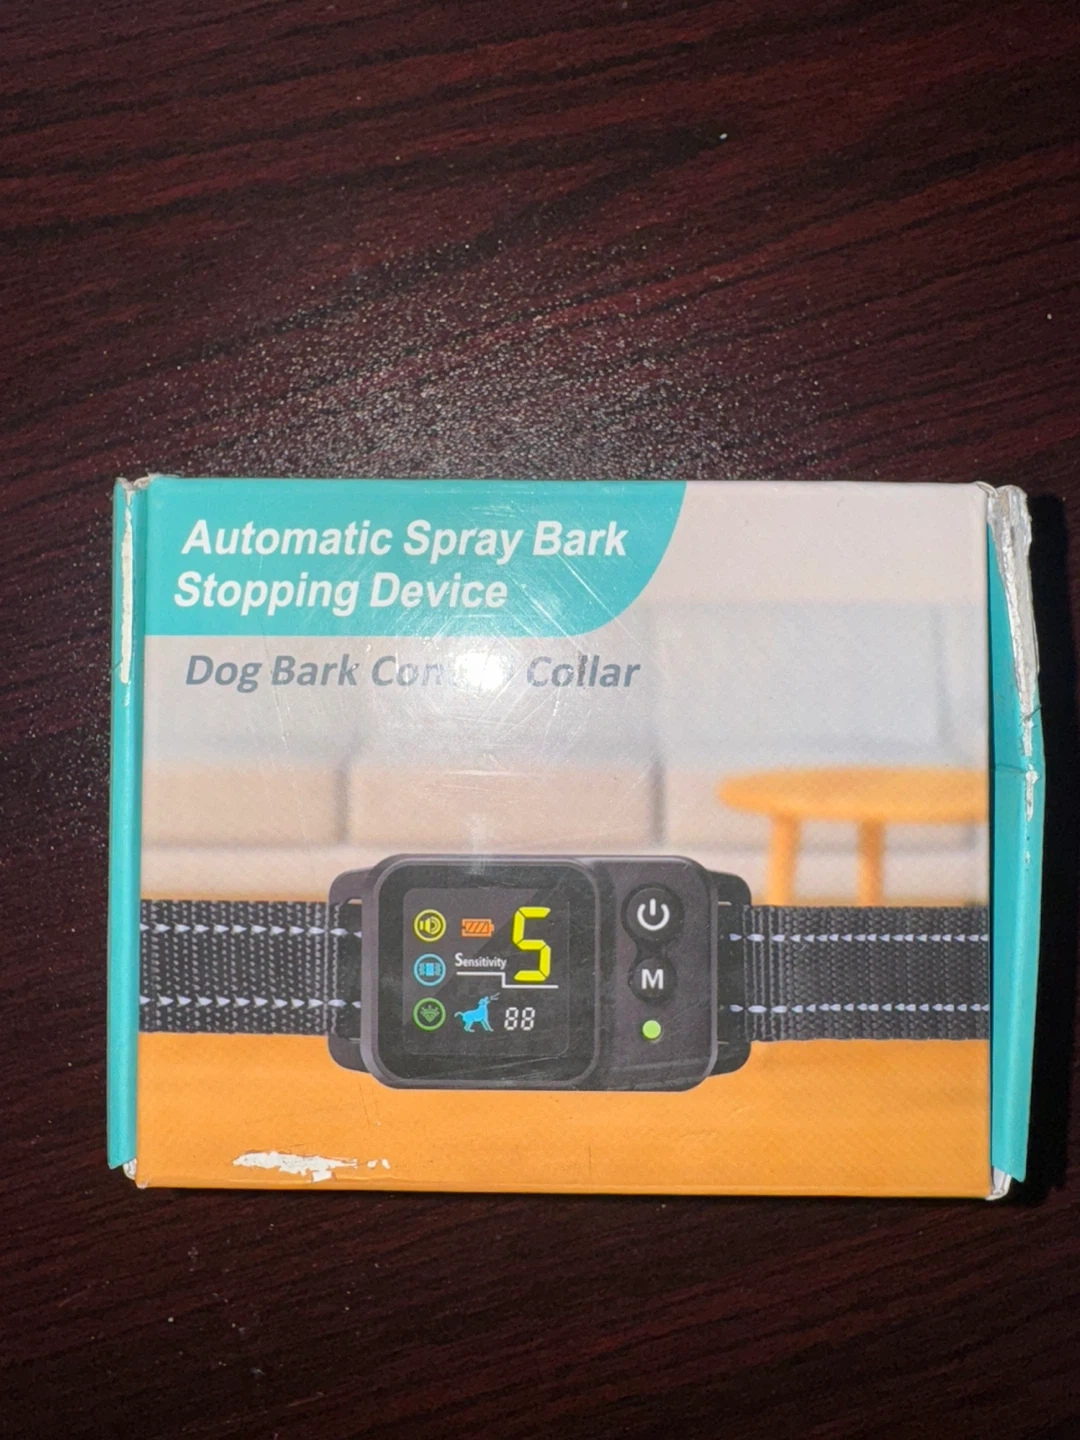 Automatic Spray Bark
Stopping Device
Dog Bark Collar
5
Sensitivity
88
M